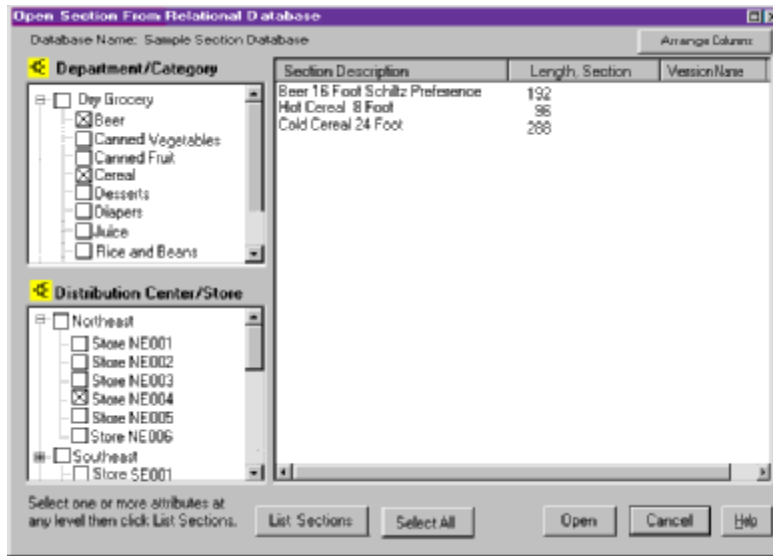 Open Section From Relational Database
Database Name: Sample Section Database
Arrange Columns
Department/Category
Dry Grocery
Beer
Canned Vegetables
Canned Fruit
Cereal
Desserts
Diapers
Juice
Rice and Beans
Distribution Center/Store
Northeast
Store NE001
Store NE002
Store NE003
Store NE004
Store NE005
Store NE006
Southeast
Store SE001
Section Description Length, Section Version Name
Beer 16 Foot Schiltz Preference 192
Hot Cereal 8 Foot 96
Cold Cereal 24 Foot 288
Select one or more attributes at
any level then click List Sections.
List Sections
Select All
Open
Cancel
Help